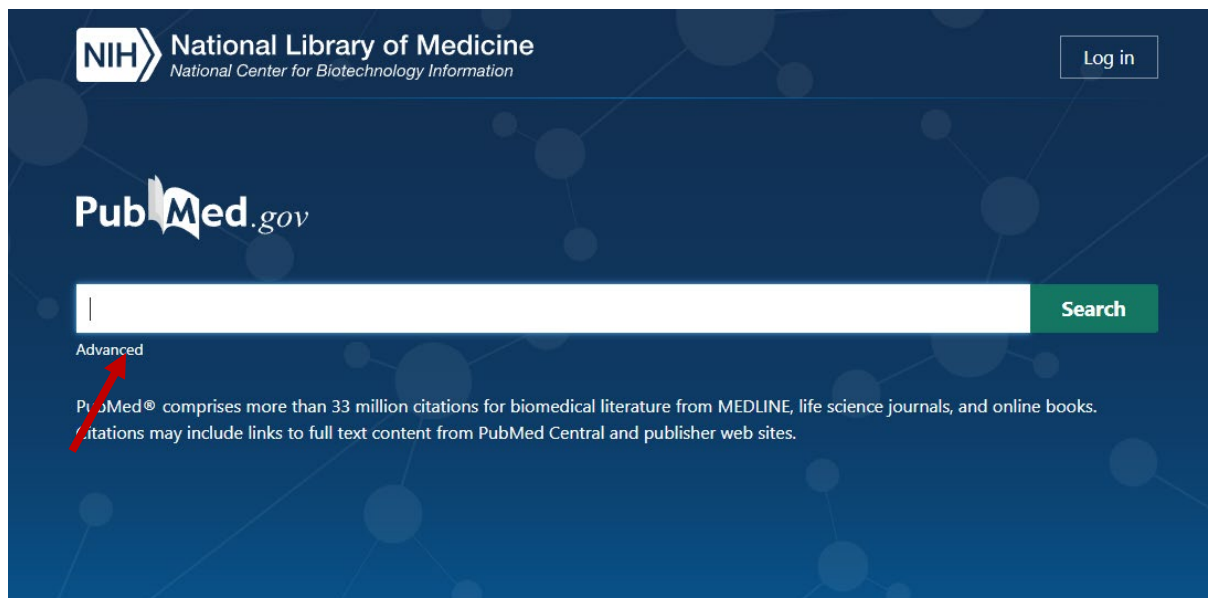 NIH
National Library of Medicine
National Center for Biotechnology Information
Log in
PubMed.gov
Search
Advanced
PubMed® comprises more than 33 million citations for biomedical literature from MEDLINE, life science journals, and online books.
Citations may include links to full text content from PubMed Central and publisher web sites.